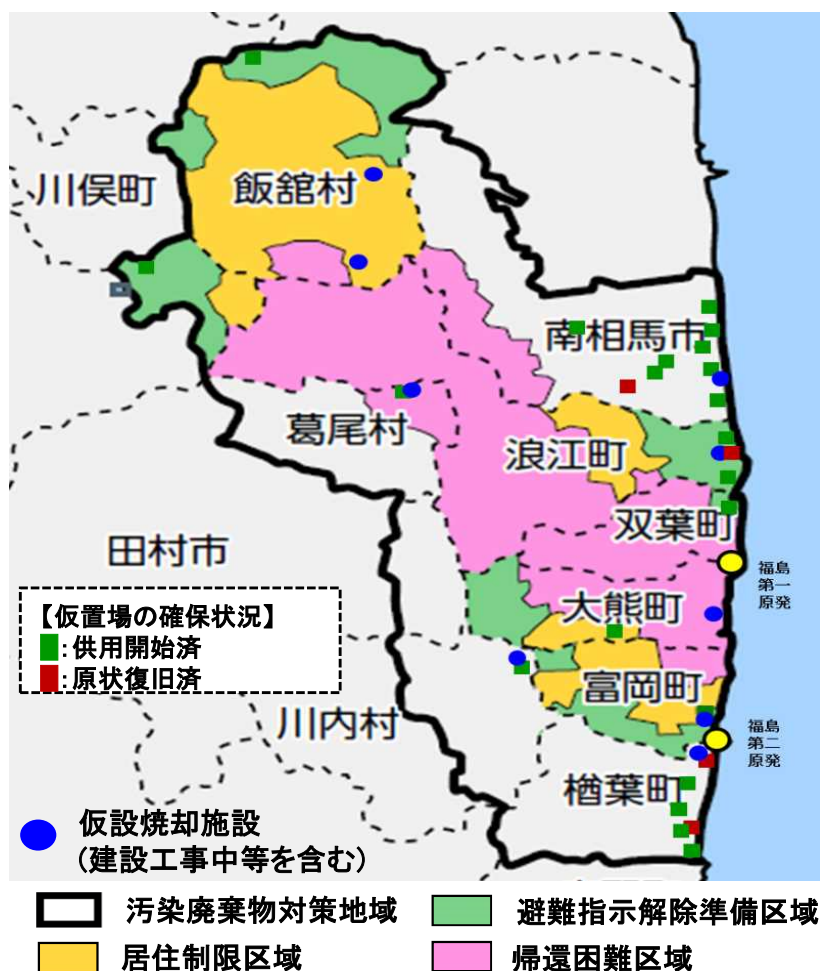 川俣町
飯舘村
南相馬市
葛尾村
浪江町
双葉町
田村市
福島
第一
原発
【仮置場の確保状況】
:供用開始済
:原状復旧済
大熊町
富岡町
川内村
福島
第二
原発
楢葉町
仮設焼却施設
(建設工事中等を含む)
汚染廃棄物対策地域
避難指示解除準備区域
居住制限区域
帰還困難区域